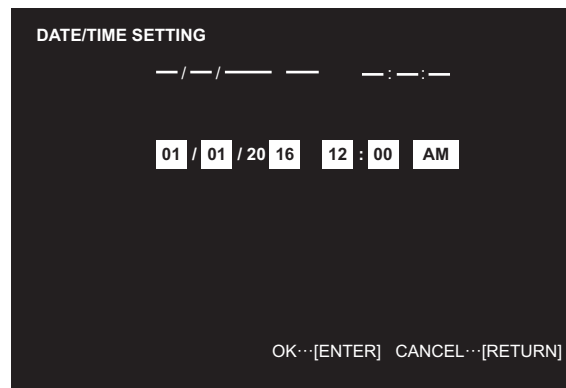 DATE/TIME SETTING
––/––/–––– –– ––:––:––
01 / 01 / 20 16 12 : 00 AM
OK···[ENTER] CANCEL···[RETURN]